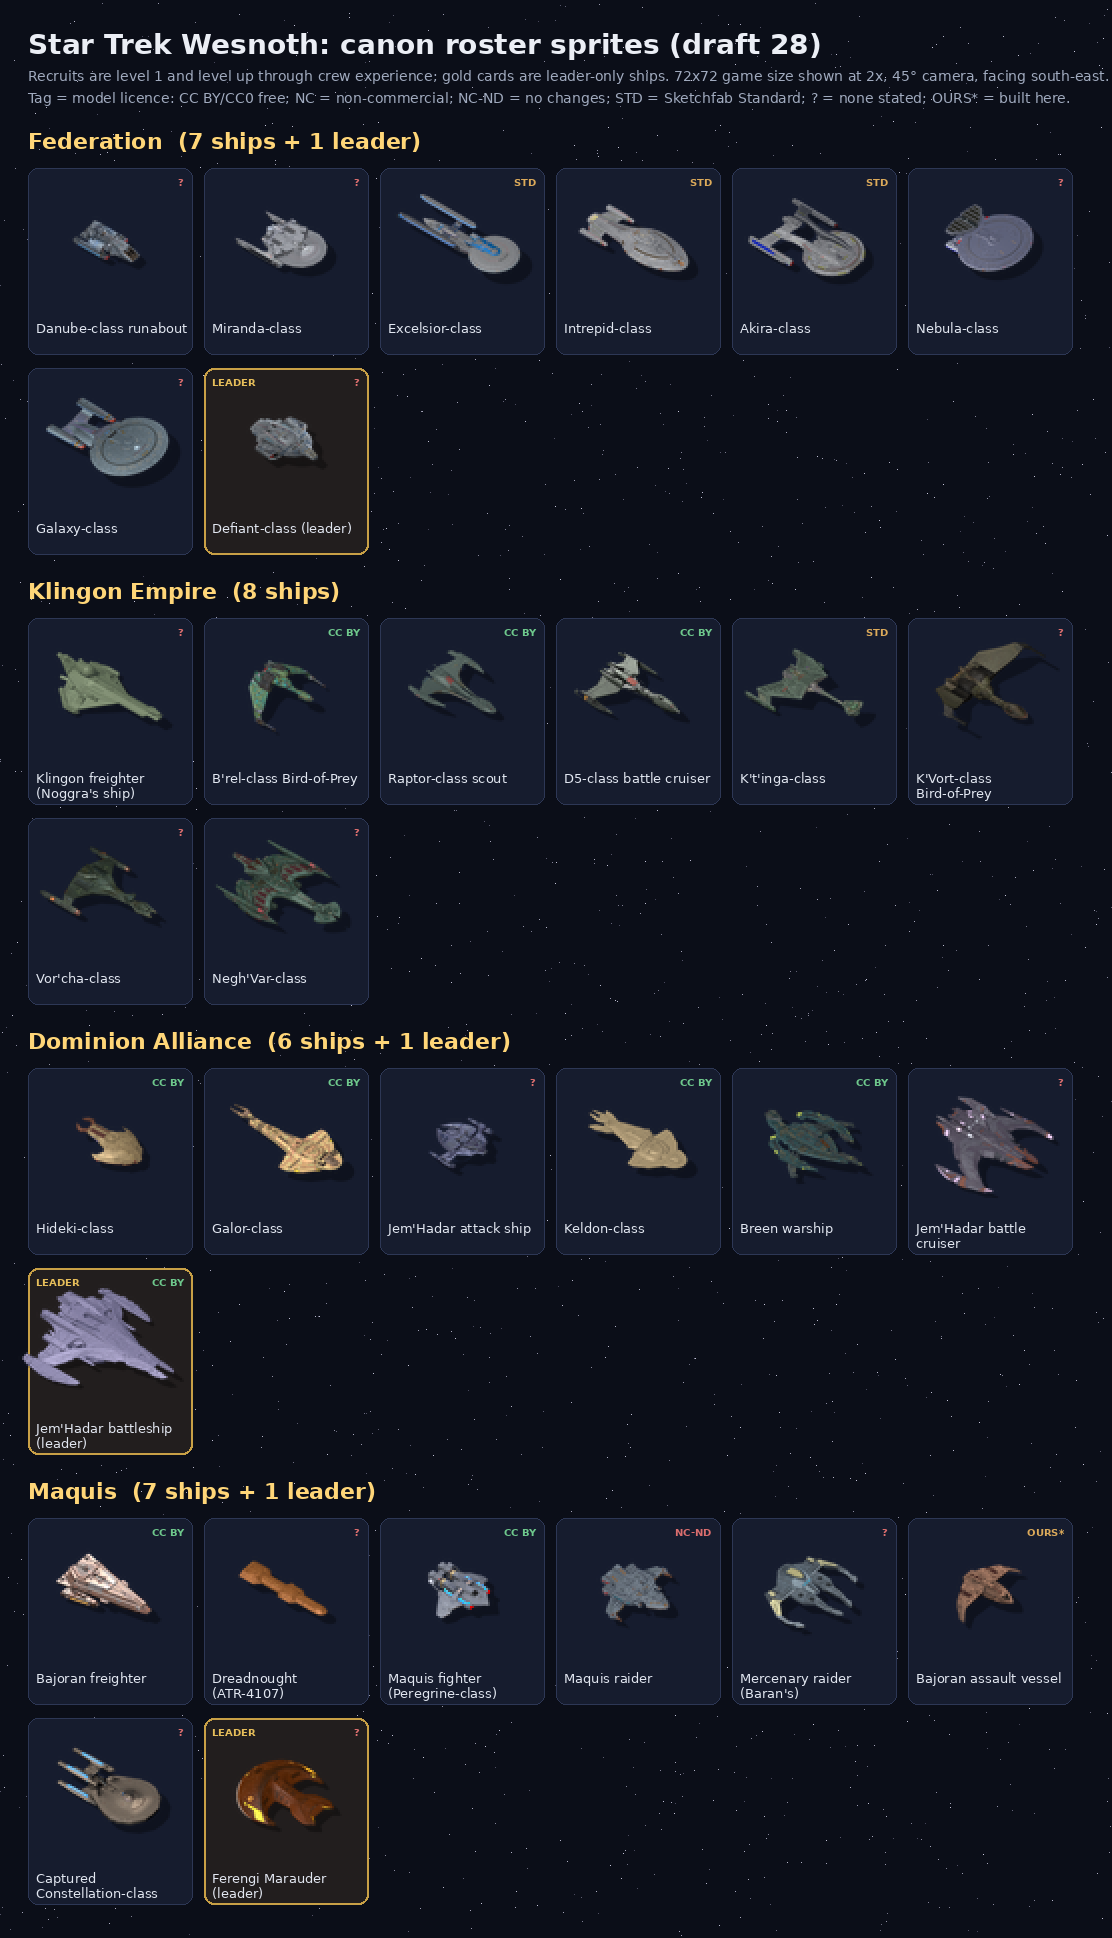 Star Trek Wesnoth: canon roster sprites (draft 28)
Recruits are level 1 and level up through crew experience; gold cards are leader-only ships. 72x72 game size shown at 2x, 45° camera, facing south-east.
Tag = model licence: CC BY/CC0 free; NC = non-commercial; NC-ND = no changes; STD = Sketchfab Standard; ? = none stated; OURS* = built here.
Federation (7 ships + 1 leader)
?
?
STD
STD
STD
?
Danube-class runabout
Miranda-class
Excelsior-class
Intrepid-class
Akira-class
Nebula-class
?
LEADER
?
Galaxy-class
Defiant-class (leader)
Klingon Empire (8 ships)
?
CC BY
CC BY
CC BY
STD
?
Klingon freighter
(Noggra's ship)
B'rel-class Bird-of-Prey
Raptor-class scout
D5-class battle cruiser
K't'inga-class
K'Vort-class
Bird-of-Prey
?
?
Vor'cha-class
Negh'Var-class
Dominion Alliance (6 ships + 1 leader)
CC BY
CC BY
?
CC BY
CC BY
?
Hideki-class
Galor-class
Jem'Hadar attack ship
Keldon-class
Breen warship
Jem'Hadar battle
cruiser
LEADER
CC BY
Jem'Hadar battleship
(leader)
Maquis (7 ships + 1 leader)
CC BY
?
CC BY
NC-ND
?
OURS*
Bajoran freighter
Dreadnought
(ATR-4107)
Maquis fighter
(Peregrine-class)
Maquis raider
Mercenary raider
(Baran's)
Bajoran assault vessel
?
LEADER
?
Captured
Constellation-class
Ferengi Marauder
(leader)